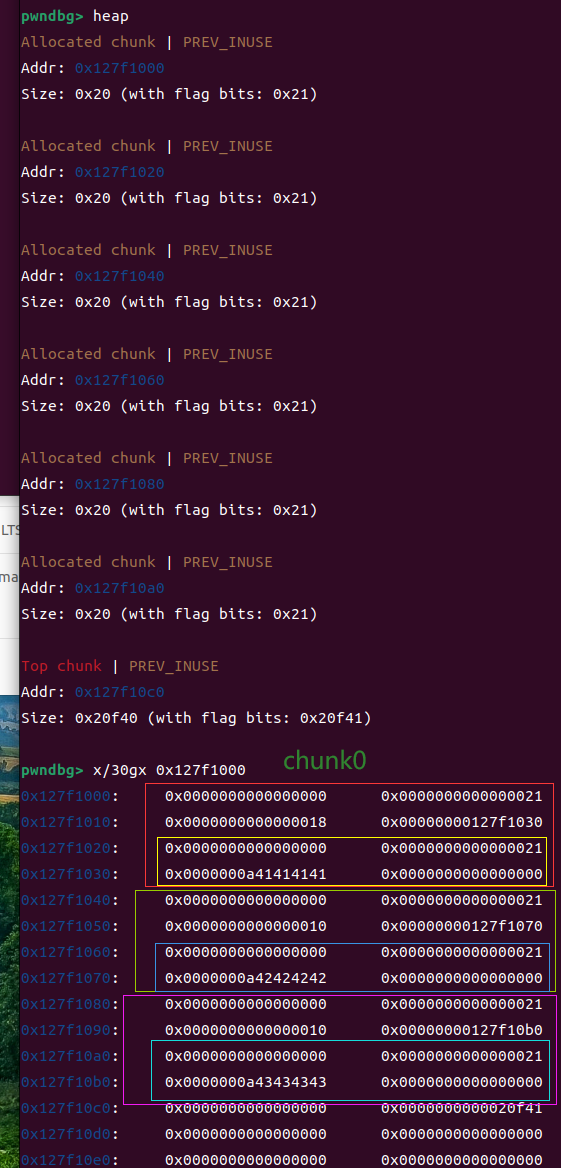 pwndbg> heap
Allocated chunk | PREV_INUSE
Addr: 0x127f1000
Size: 0x20 (with flag bits: 0x21)
Allocated chunk | PREV_INUSE
Addr: 0x127f1020
Size: 0x20 (with flag bits: 0x21)
Allocated chunk | PREV_INUSE
Addr: 0x127f1040
Size: 0x20 (with flag bits: 0x21)
Allocated chunk | PREV_INUSE
Addr: 0x127f1060
Size: 0x20 (with flag bits: 0x21)
Allocated chunk | PREV_INUSE
Addr: 0x127f1080
Size: 0x20 (with flag bits: 0x21)
LTS
Allocated chunk | PREV_INUSE
ma
Addr: 0x127f10a0
Size: 0x20 (with flag bits: 0x21)
Top chunk | PREV_INUSE
Addr: 0x127f10c0
Size: 0x20f40 (with flag bits: 0x20f41)
chunk0
pwndbg> x/30gx 0x127f1000
0x127f1000: 0x0000000000000000 0x0000000000000021
0x127f1010: 0x0000000000000018 0x00000000127f1030
0x127f1020: 0x0000000000000000 0x0000000000000021
0x127f1030: 0x0000000a41414141 0x0000000000000000
0x127f1040: 0x0000000000000000 0x0000000000000021
0x127f1050: 0x0000000000000010 0x00000000127f1070
0x127f1060: 0x0000000000000000 0x0000000000000021
0x127f1070: 0x0000000a42424242 0x0000000000000000
0x127f1080: 0x0000000000000000 0x0000000000000021
0x127f1090: 0x0000000000000010 0x00000000127f10b0
0x127f10a0: 0x0000000000000000 0x0000000000000021
0x127f10b0: 0x0000000a43434343 0x0000000000000000
0x127f10c0: 0x0000000000000000 0x0000000000020f41
0x127f10d0: 0x0000000000000000 0x0000000000000000
0x127f10e0: 0x0000000000000000 0x0000000000000000